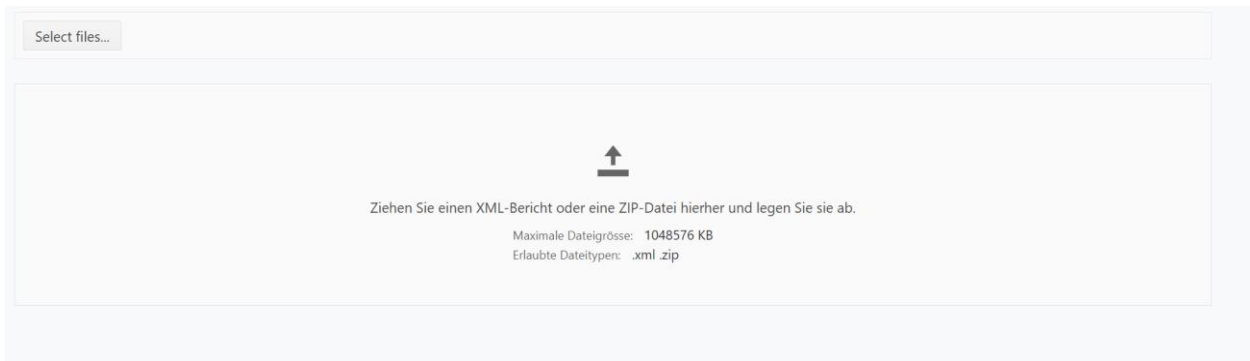 Select files...
Ziehen Sie einen XML-Bericht oder eine ZIP-Datei hierher und legen Sie sie ab.
Maximale Dateigrösse: 1048576 KB
Erlaubte Dateitypen: .xml .zip